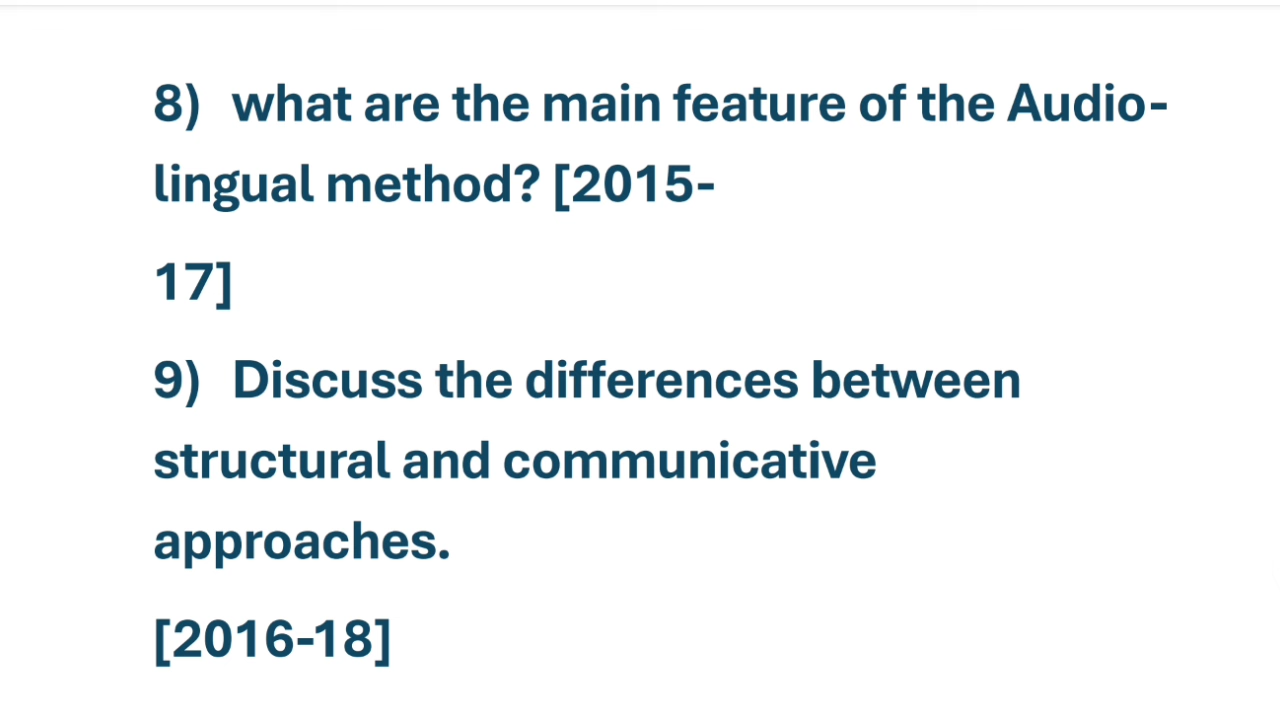 8) what are the main feature of the Audio-
lingual method? [2015-
17]
9) Discuss the differences between
structural and communicative
approaches.
[2016-18]